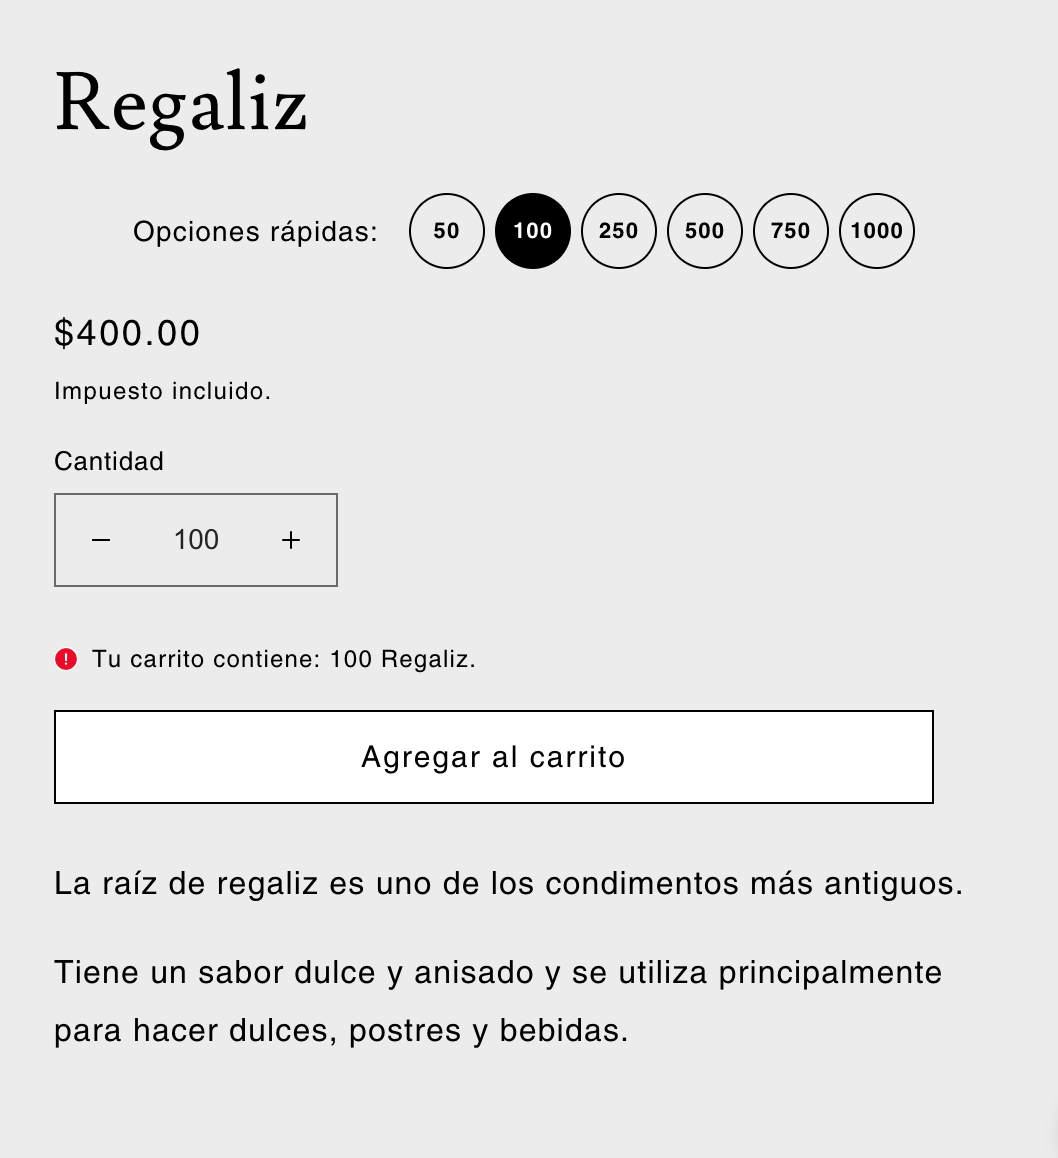 Regaliz
Opciones rápidas: 50 100 250 500 750 1000
$400.00
Impuesto incluido.
Cantidad
− 100 +
! Tu carrito contiene: 100 Regaliz.
Agregar al carrito
La raíz de regaliz es uno de los condimentos más antiguos.
Tiene un sabor dulce y anisado y se utiliza principalmente
para hacer dulces, postres y bebidas.